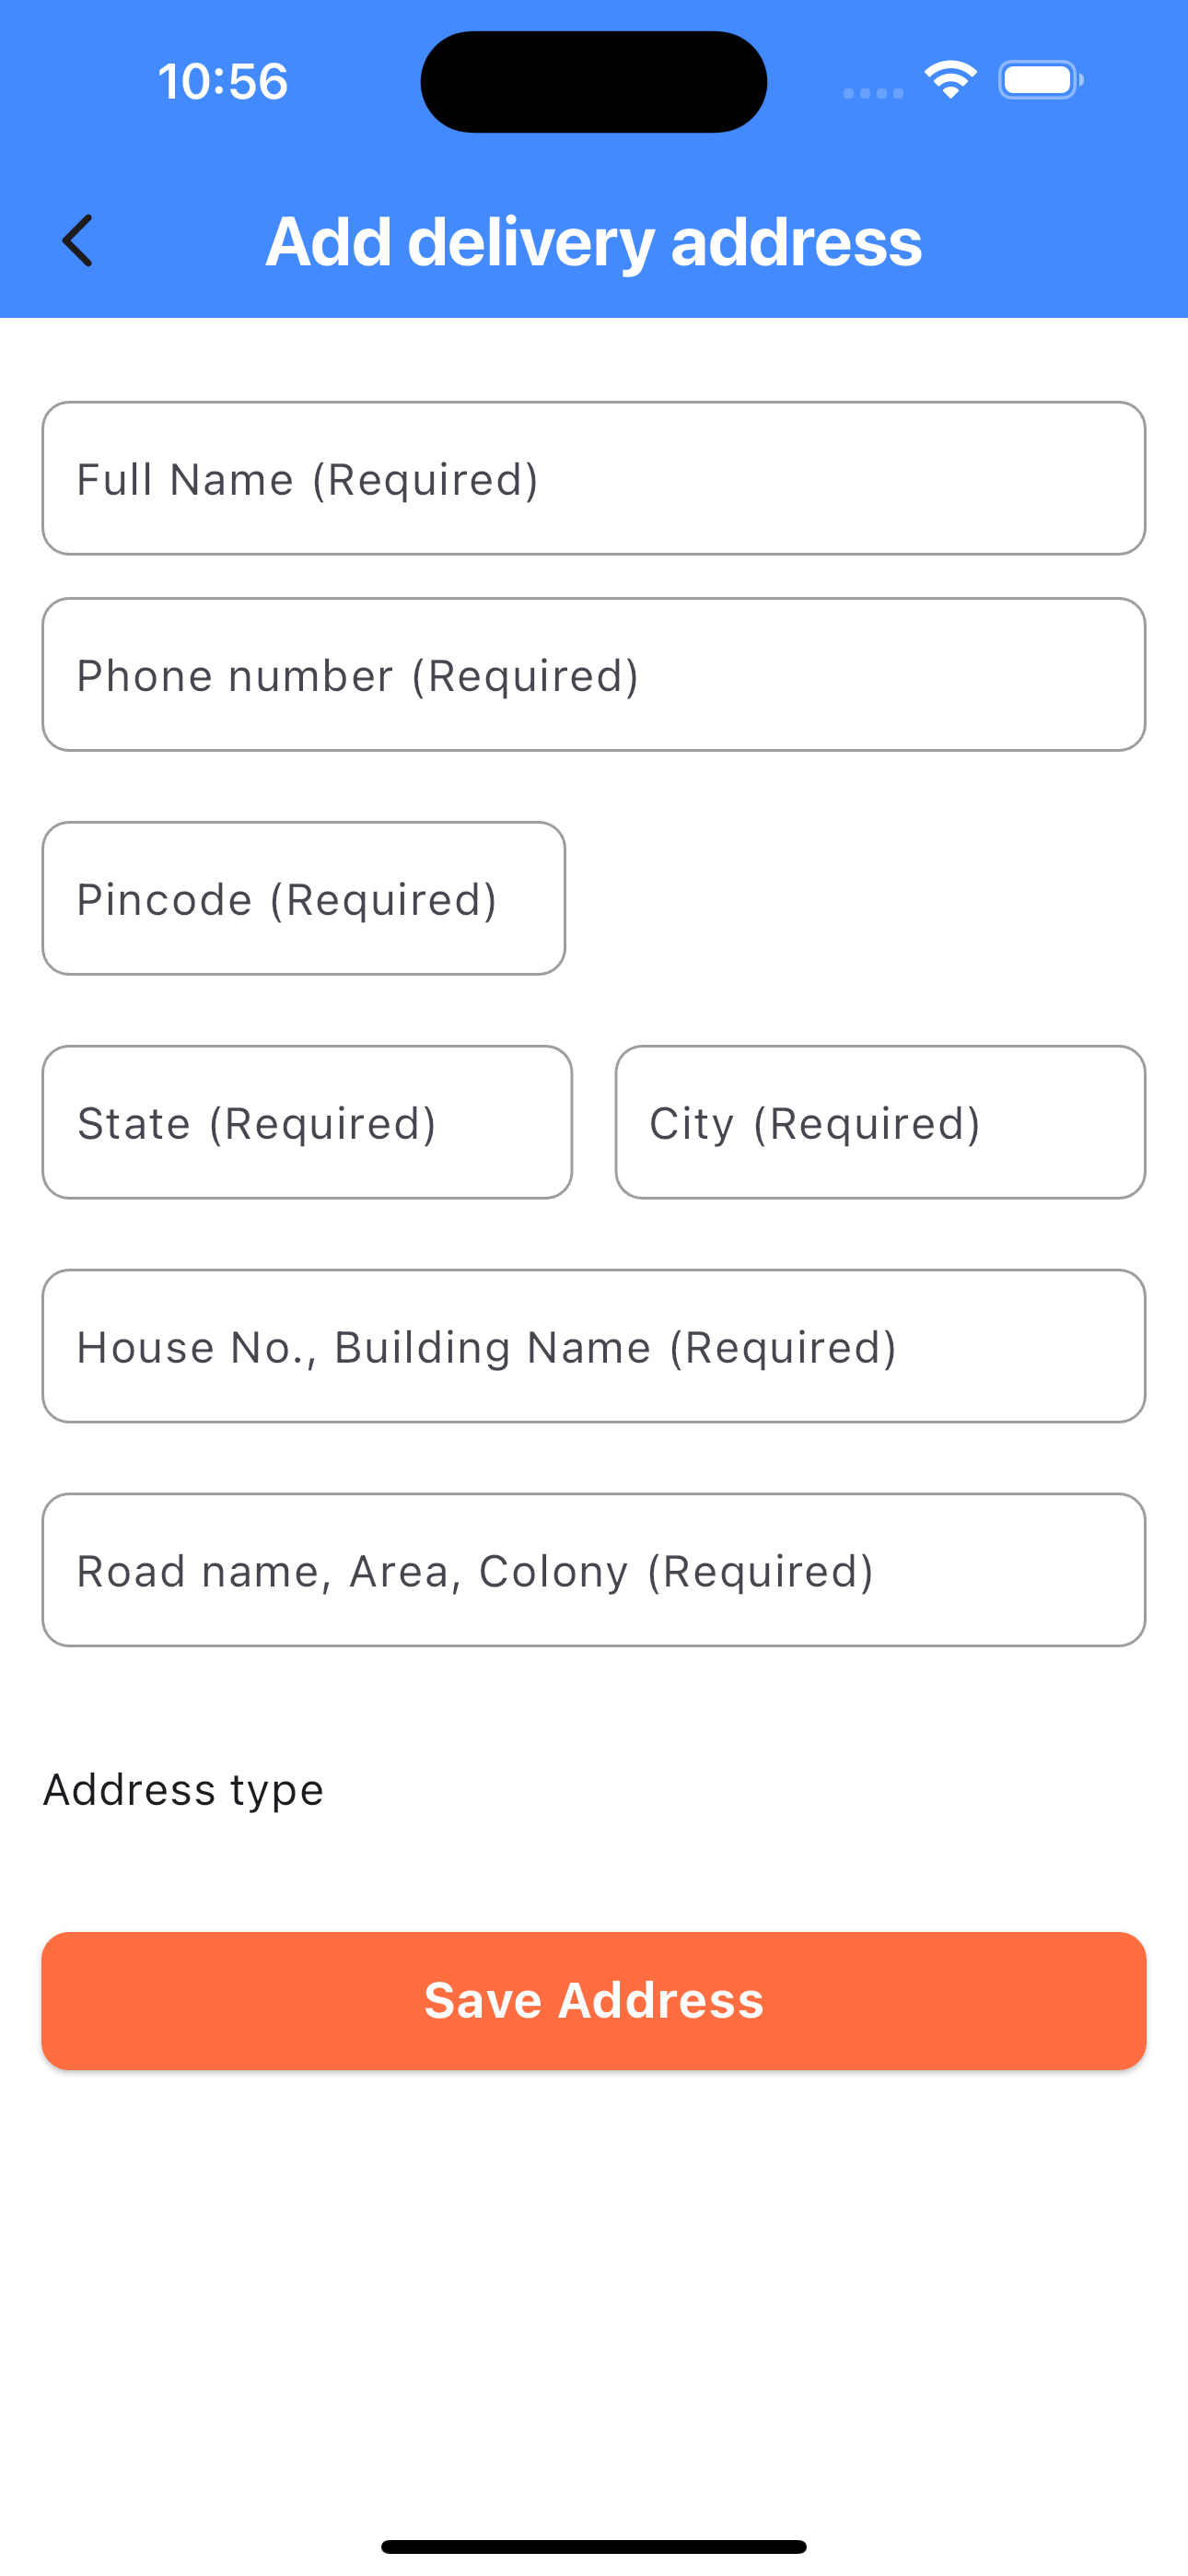 10:56
Add delivery address
Full Name (Required)
Phone number (Required)
Pincode (Required)
State (Required)
City (Required)
House No., Building Name (Required)
Road name, Area, Colony (Required)
Address type
Save Address